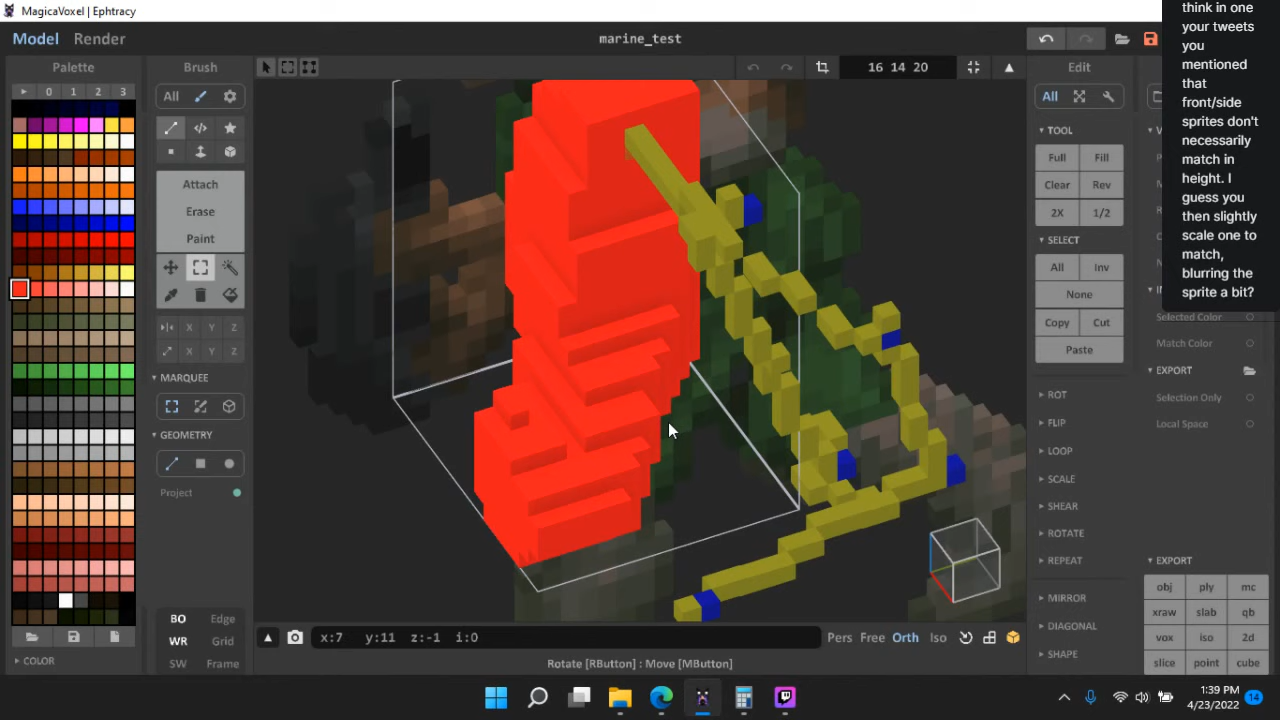 MagicaVoxel | Ephtracy
Model Render
marine_test
Palette
0 1 2 3
COLOR
Brush
All
Attach
Erase
Paint
X Y Z
X Y Z
MARQUEE
GEOMETRY
Project
BO Edge
WR Grid
SW Frame
16 14 20
x:7 y:11 z:-1 i:0
Pers Free Orth Iso
Rotate [RButton] : Move [MButton]
Edit
All
TOOL
Full Fill
Clear Rev
2X 1/2
SELECT
All Inv
None
Copy Cut
Paste
ROT
FLIP
LOOP
SCALE
SHEAR
ROTATE
REPEAT
MIRROR
DIAGONAL
SHAPE
think in one
your tweets
you
mentioned
that
front/side
sprites don't
necessarily
match in
height. I
guess you
then slightly
scale one to
match,
blurring the
sprite a bit?
Selected Color
Match Color
EXPORT
Selection Only
Local Space
EXPORT
obj ply mc
xraw slab qb
vox iso 2d
slice point cube
1:39 PM
4/23/2022
14